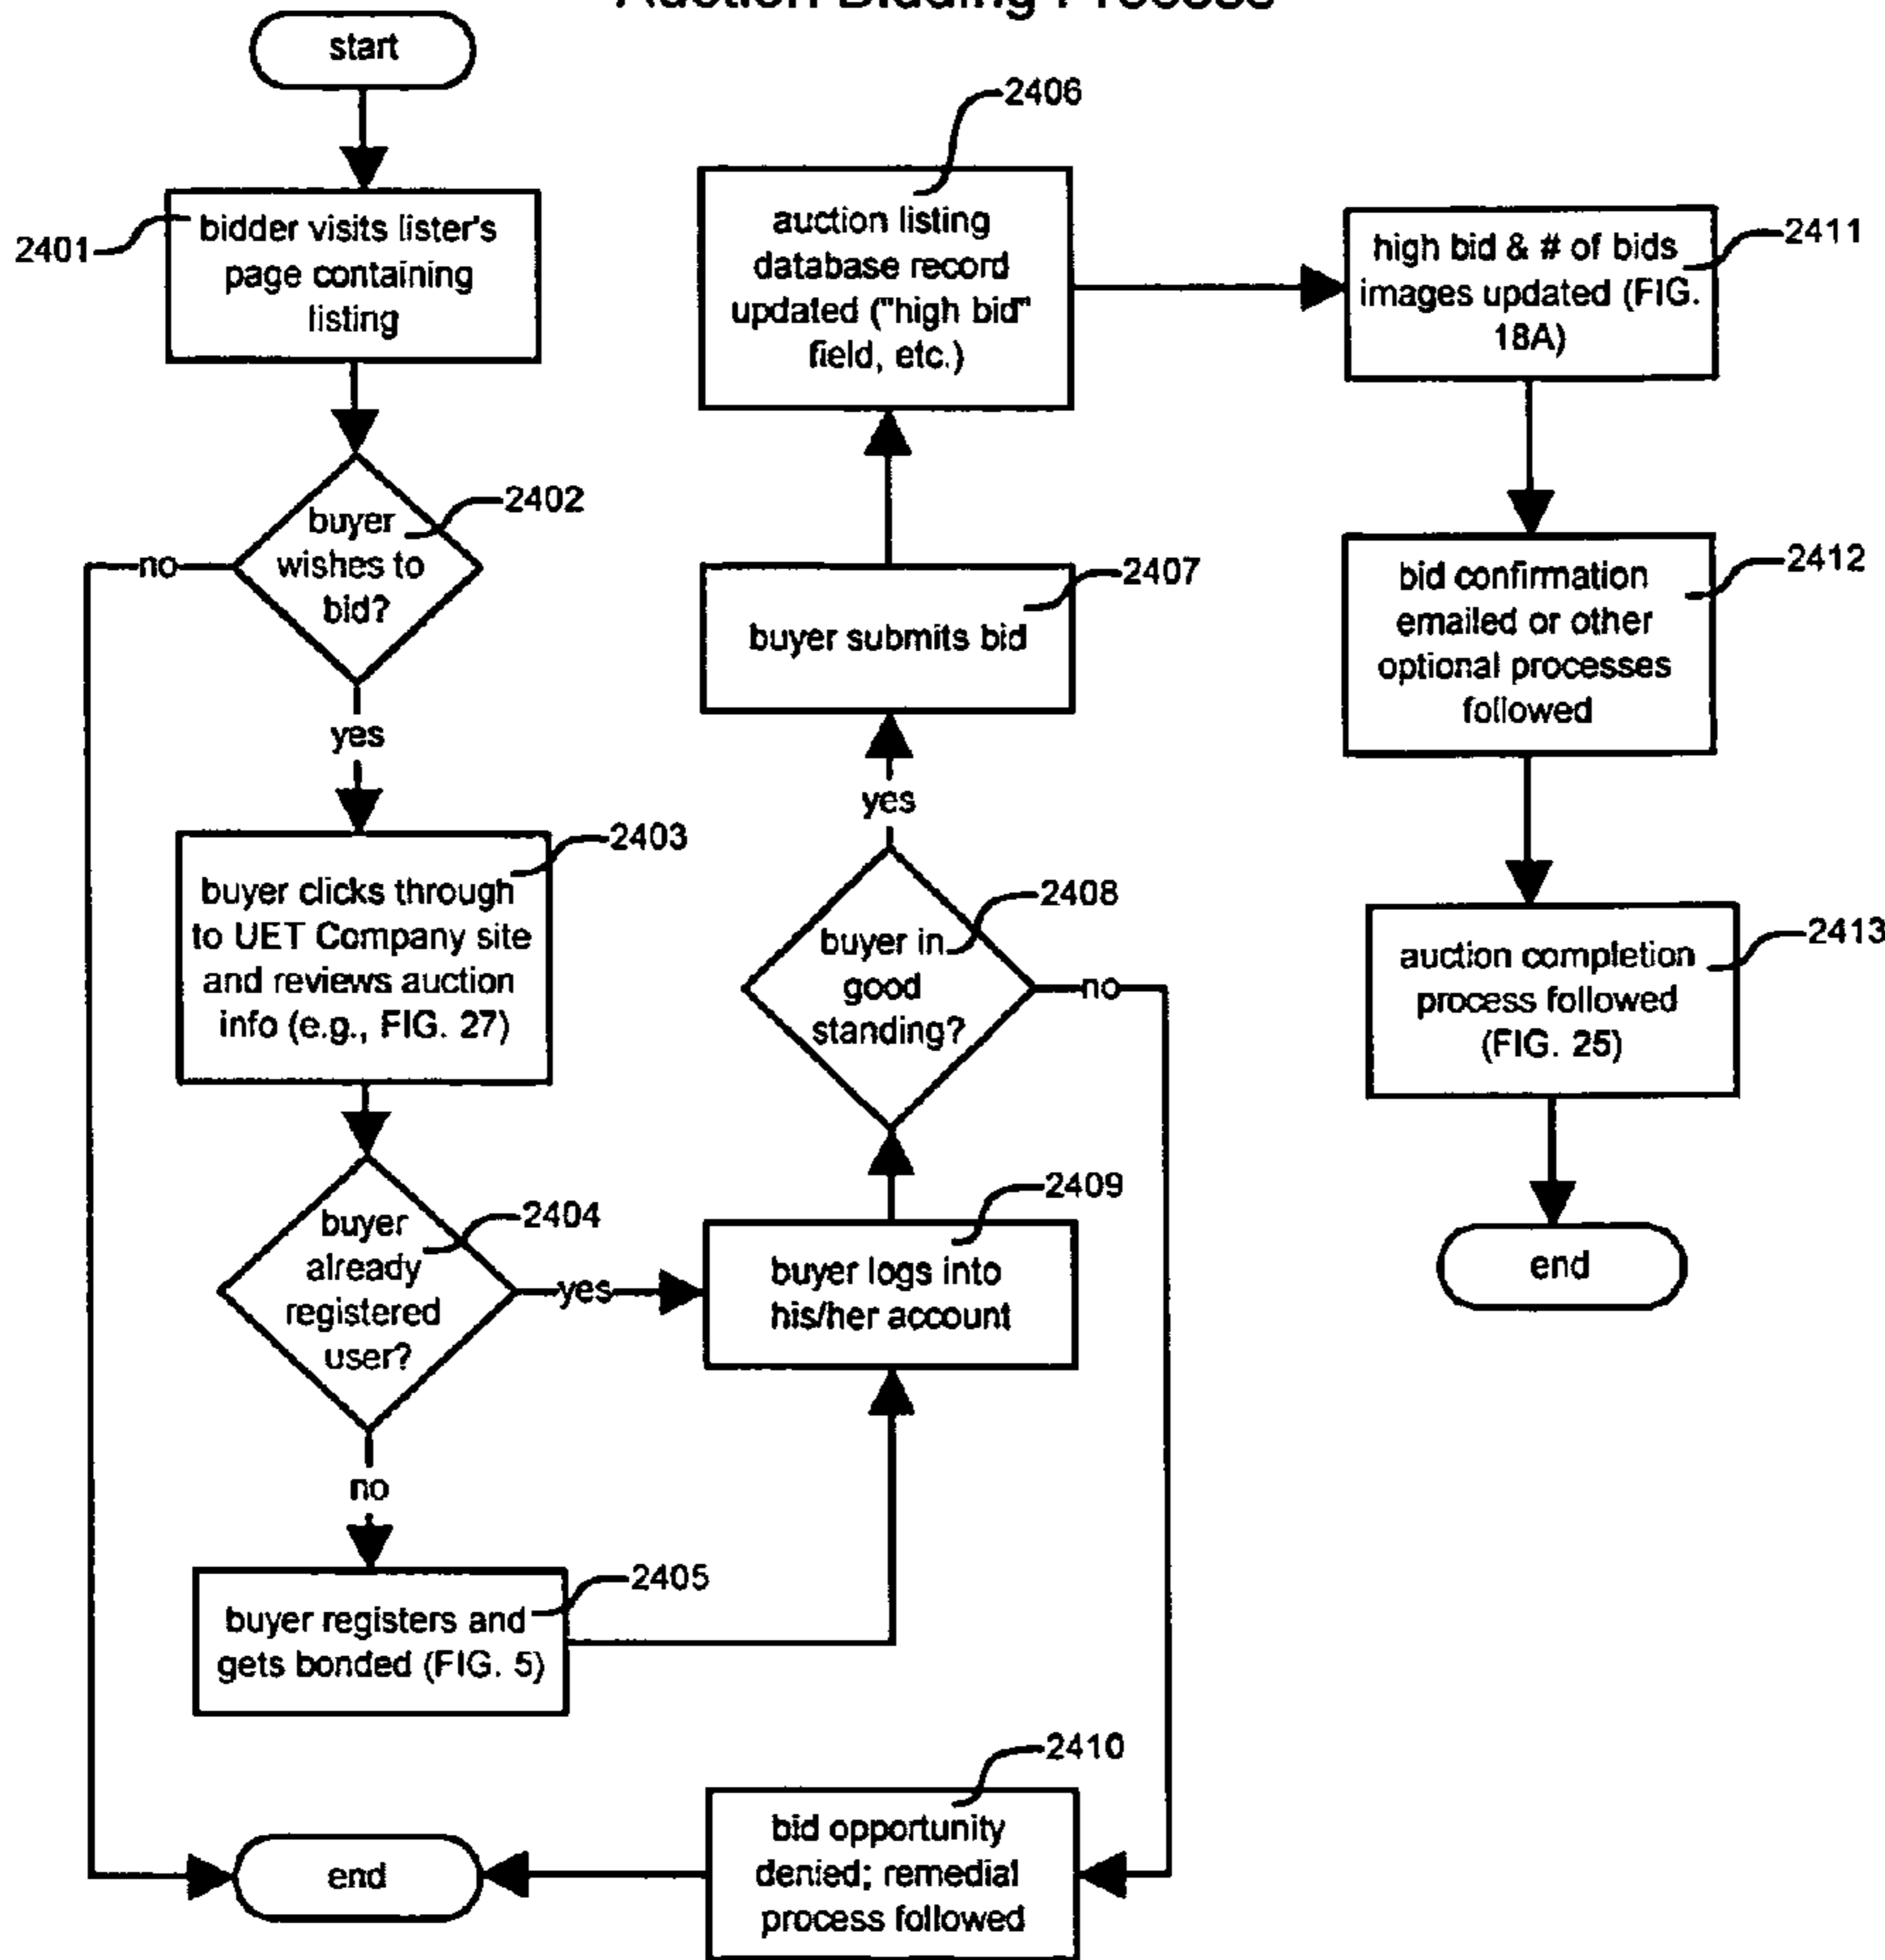 Auction Bidding Process
start
2401
bidder visits lister's
page containing
listing
2402
buyer
wishes to
bid?
no
yes
2403
buyer clicks through
to UET Company site
and reviews auction
info (e.g., FIG. 27)
2404
buyer
already
registered
user?
yes
no
2405
buyer registers and
gets bonded (FIG. 5)
end
2406
auction listing
database record
updated ("high bid"
field, etc.)
2407
buyer submits bid
yes
2408
buyer in
good
standing?
no
2409
buyer logs into
his/her account
2410
bid opportunity
denied; remedial
process followed
2411
high bid & # of bids
images updated (FIG.
18A)
2412
bid confirmation
emailed or other
optional processes
followed
2413
auction completion
process followed
(FIG. 25)
end